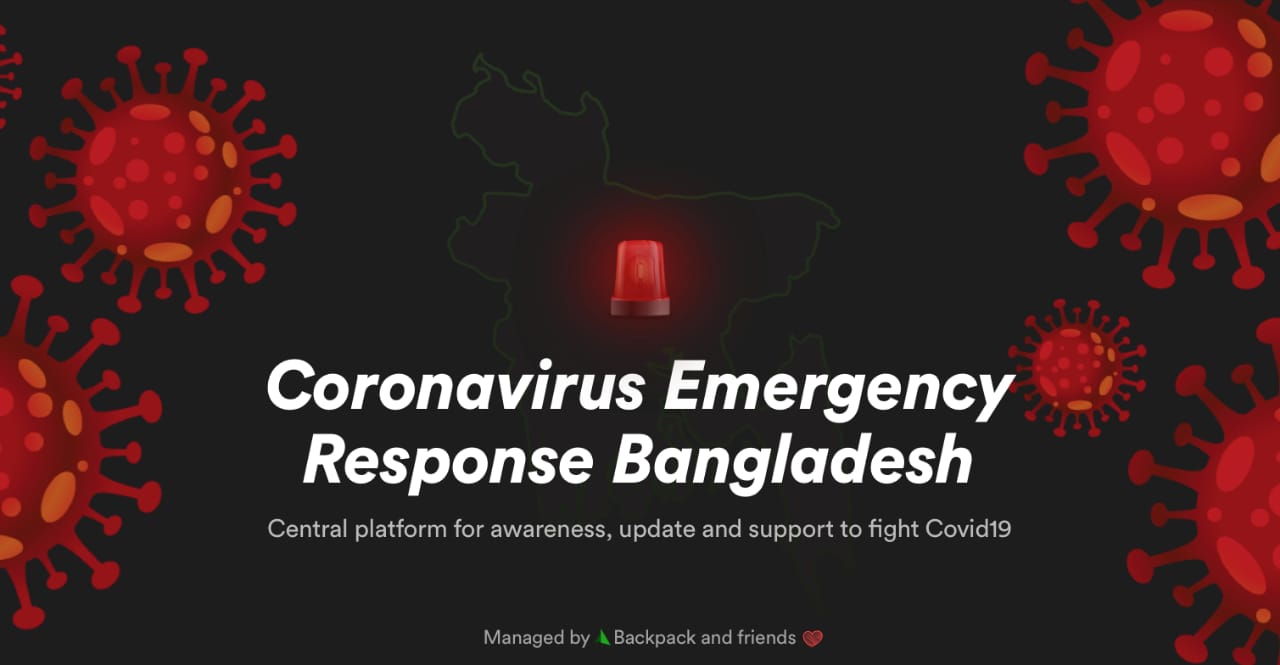 Coronavirus Emergency
Response Bangladesh
Central platform for awareness, update and support to fight Covid19
Managed by Backpack and friends